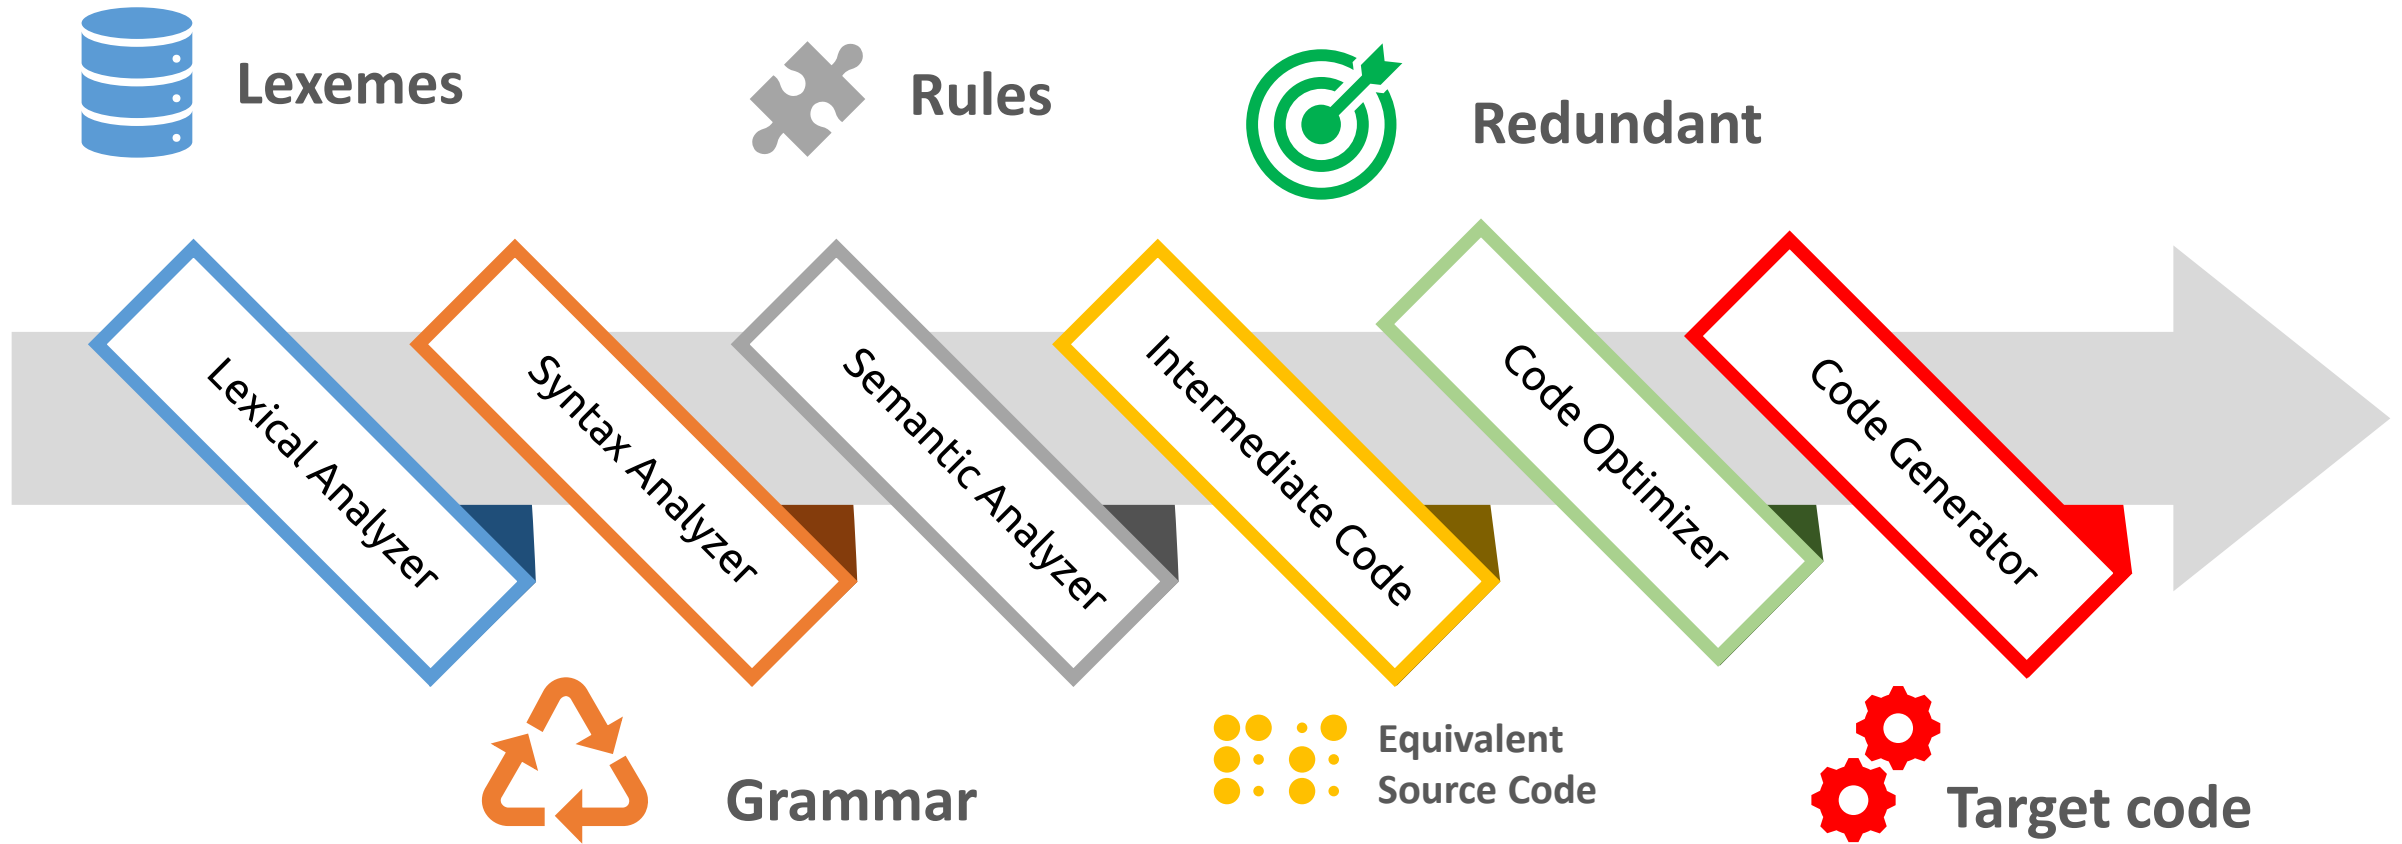 Lexemes
Rules
Redundant
Lexical Analyzer
Syntax Analyzer
Semantic Analyzer
Intermediate Code
Code Optimizer
Code Generator
Grammar
Equivalent
Source Code
Target code